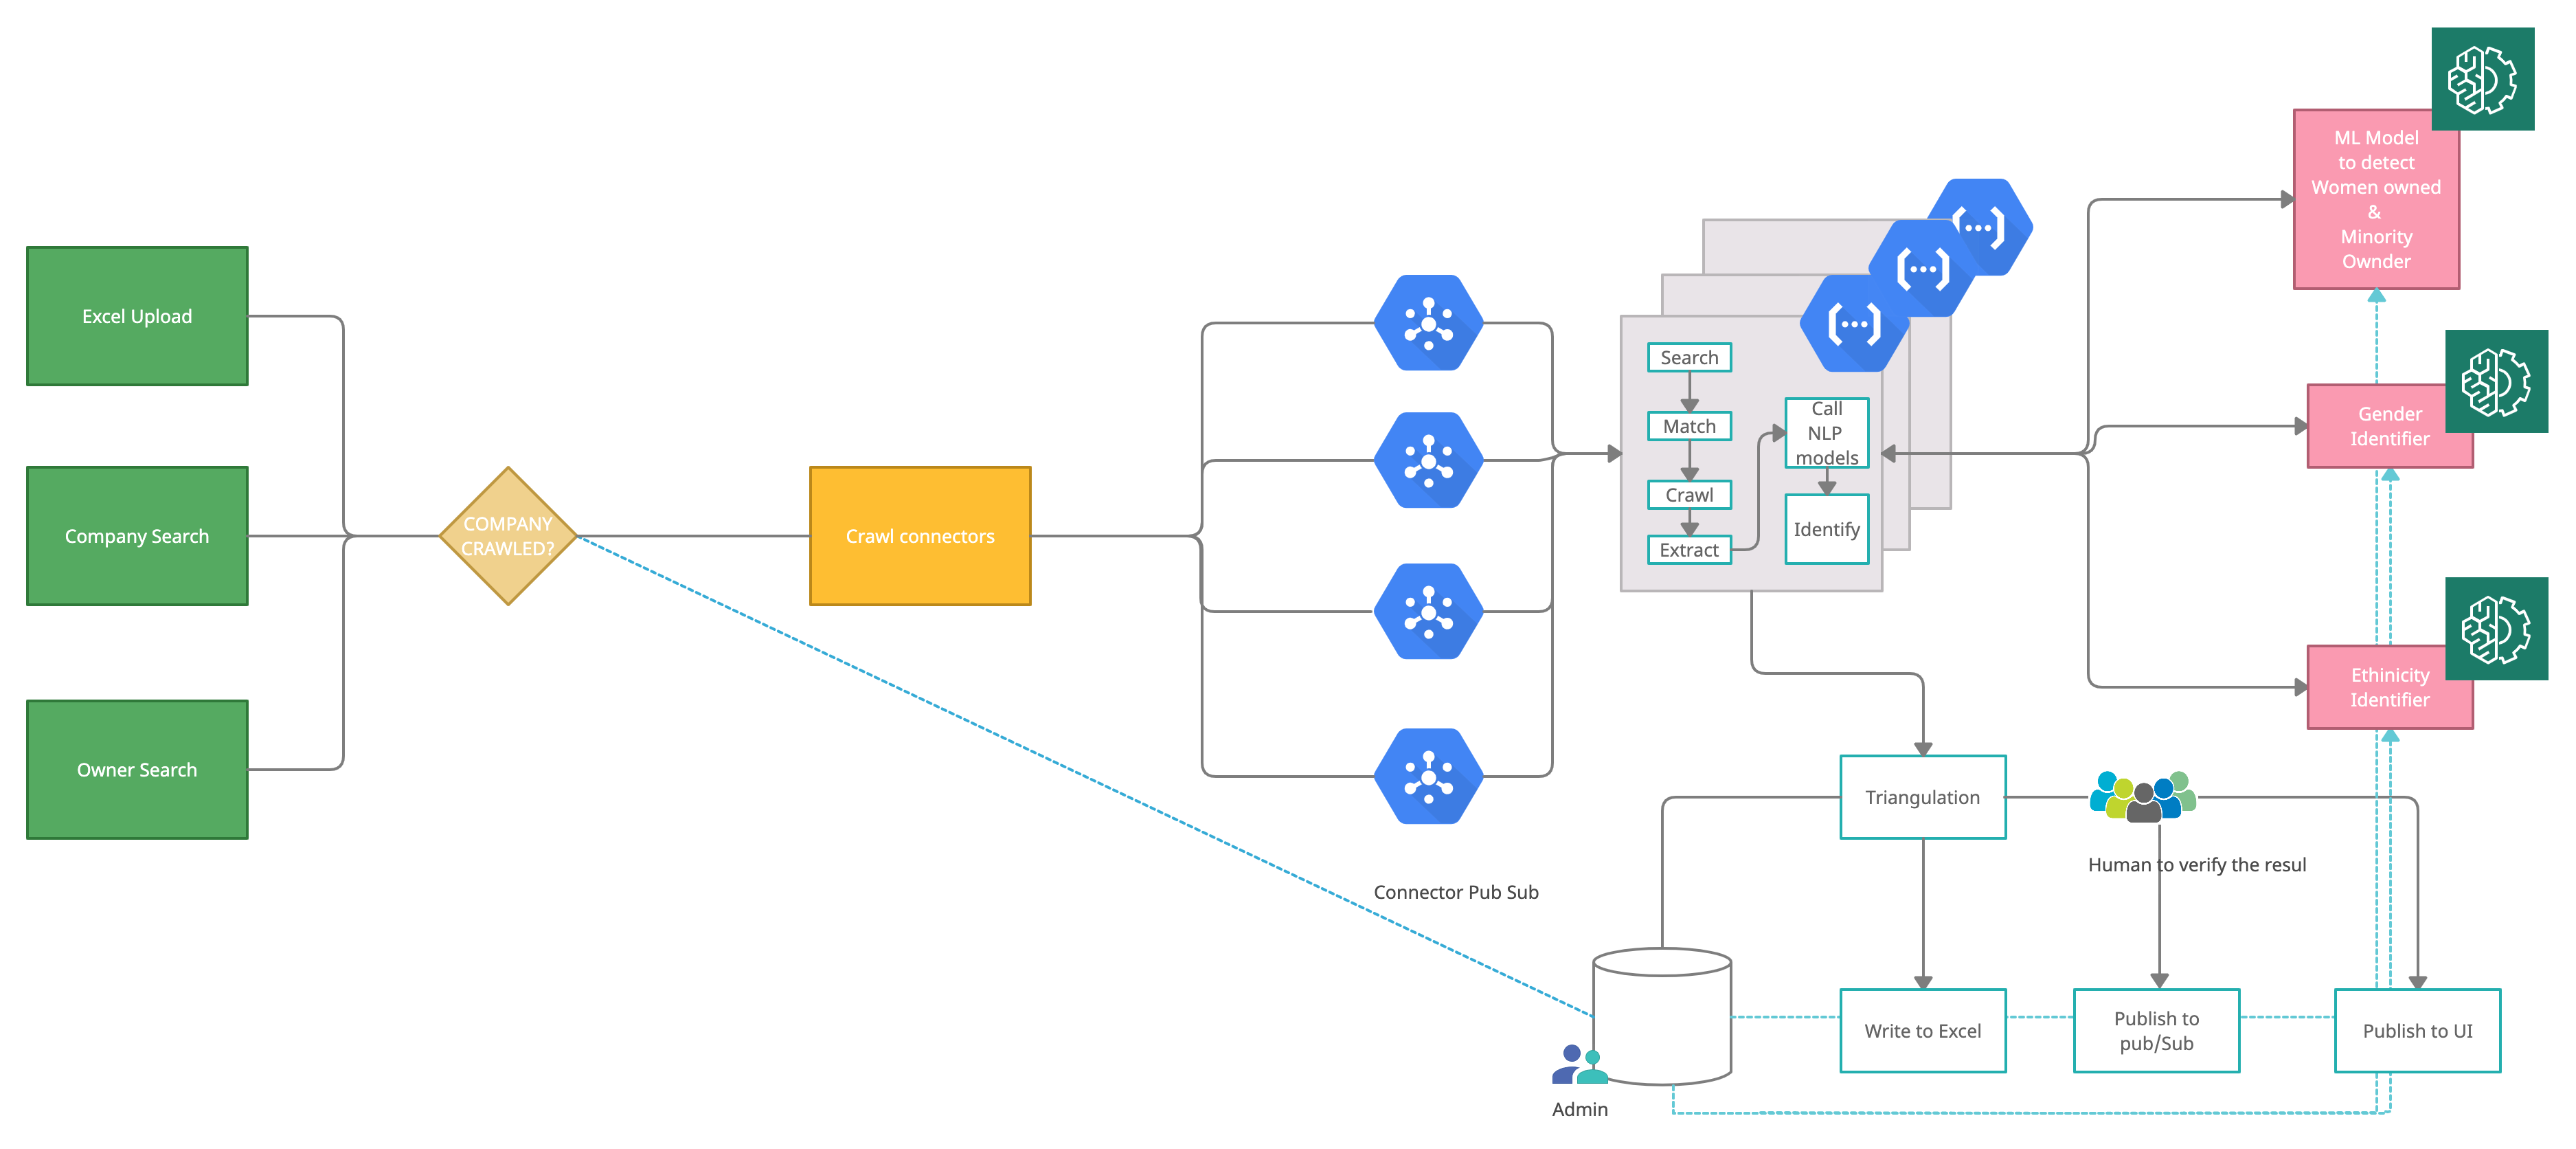 Excel Upload
Company Search
Owner Search
COMPANY
CRAWLED?
Crawl connectors
Connector Pub Sub
Search
Match
Crawl
Extract
Call
NLP
models
Identify
ML Model
to detect
Women owned
&
Minority
Ownder
Gender
Identifier
Ethinicity
Identifier
Triangulation
Human to verify the resul
Write to Excel
Publish to
pub/Sub
Publish to UI
Admin